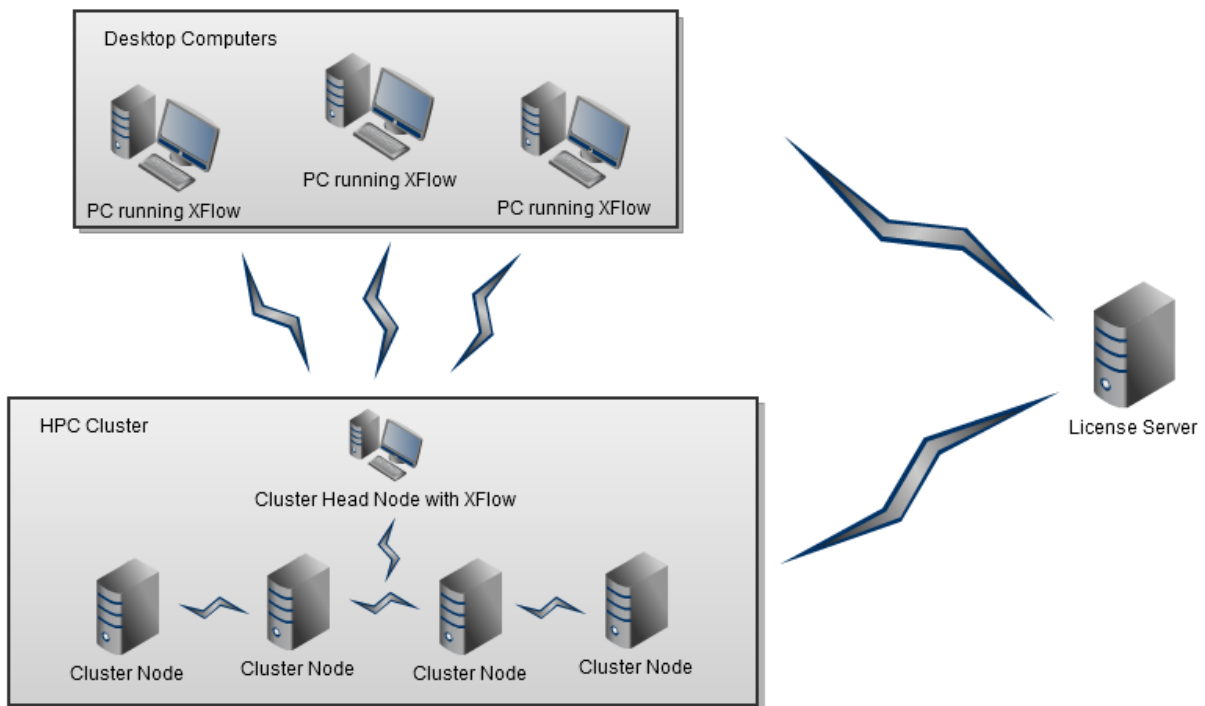 Desktop Computers
PC running XFlow
PC running XFlow
PC running XFlow
License Server
HPC Cluster
Cluster Head Node with XFlow
Cluster Node
Cluster Node
Cluster Node
Cluster Node